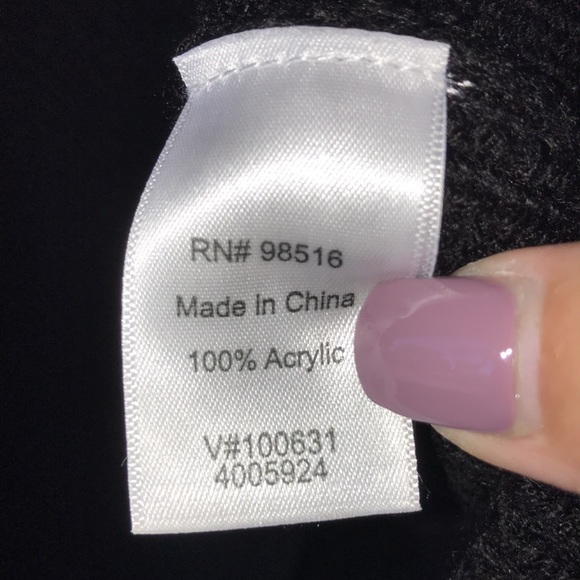 RN# 98516
Made In China
100% Acrylic
V#100631
4005924